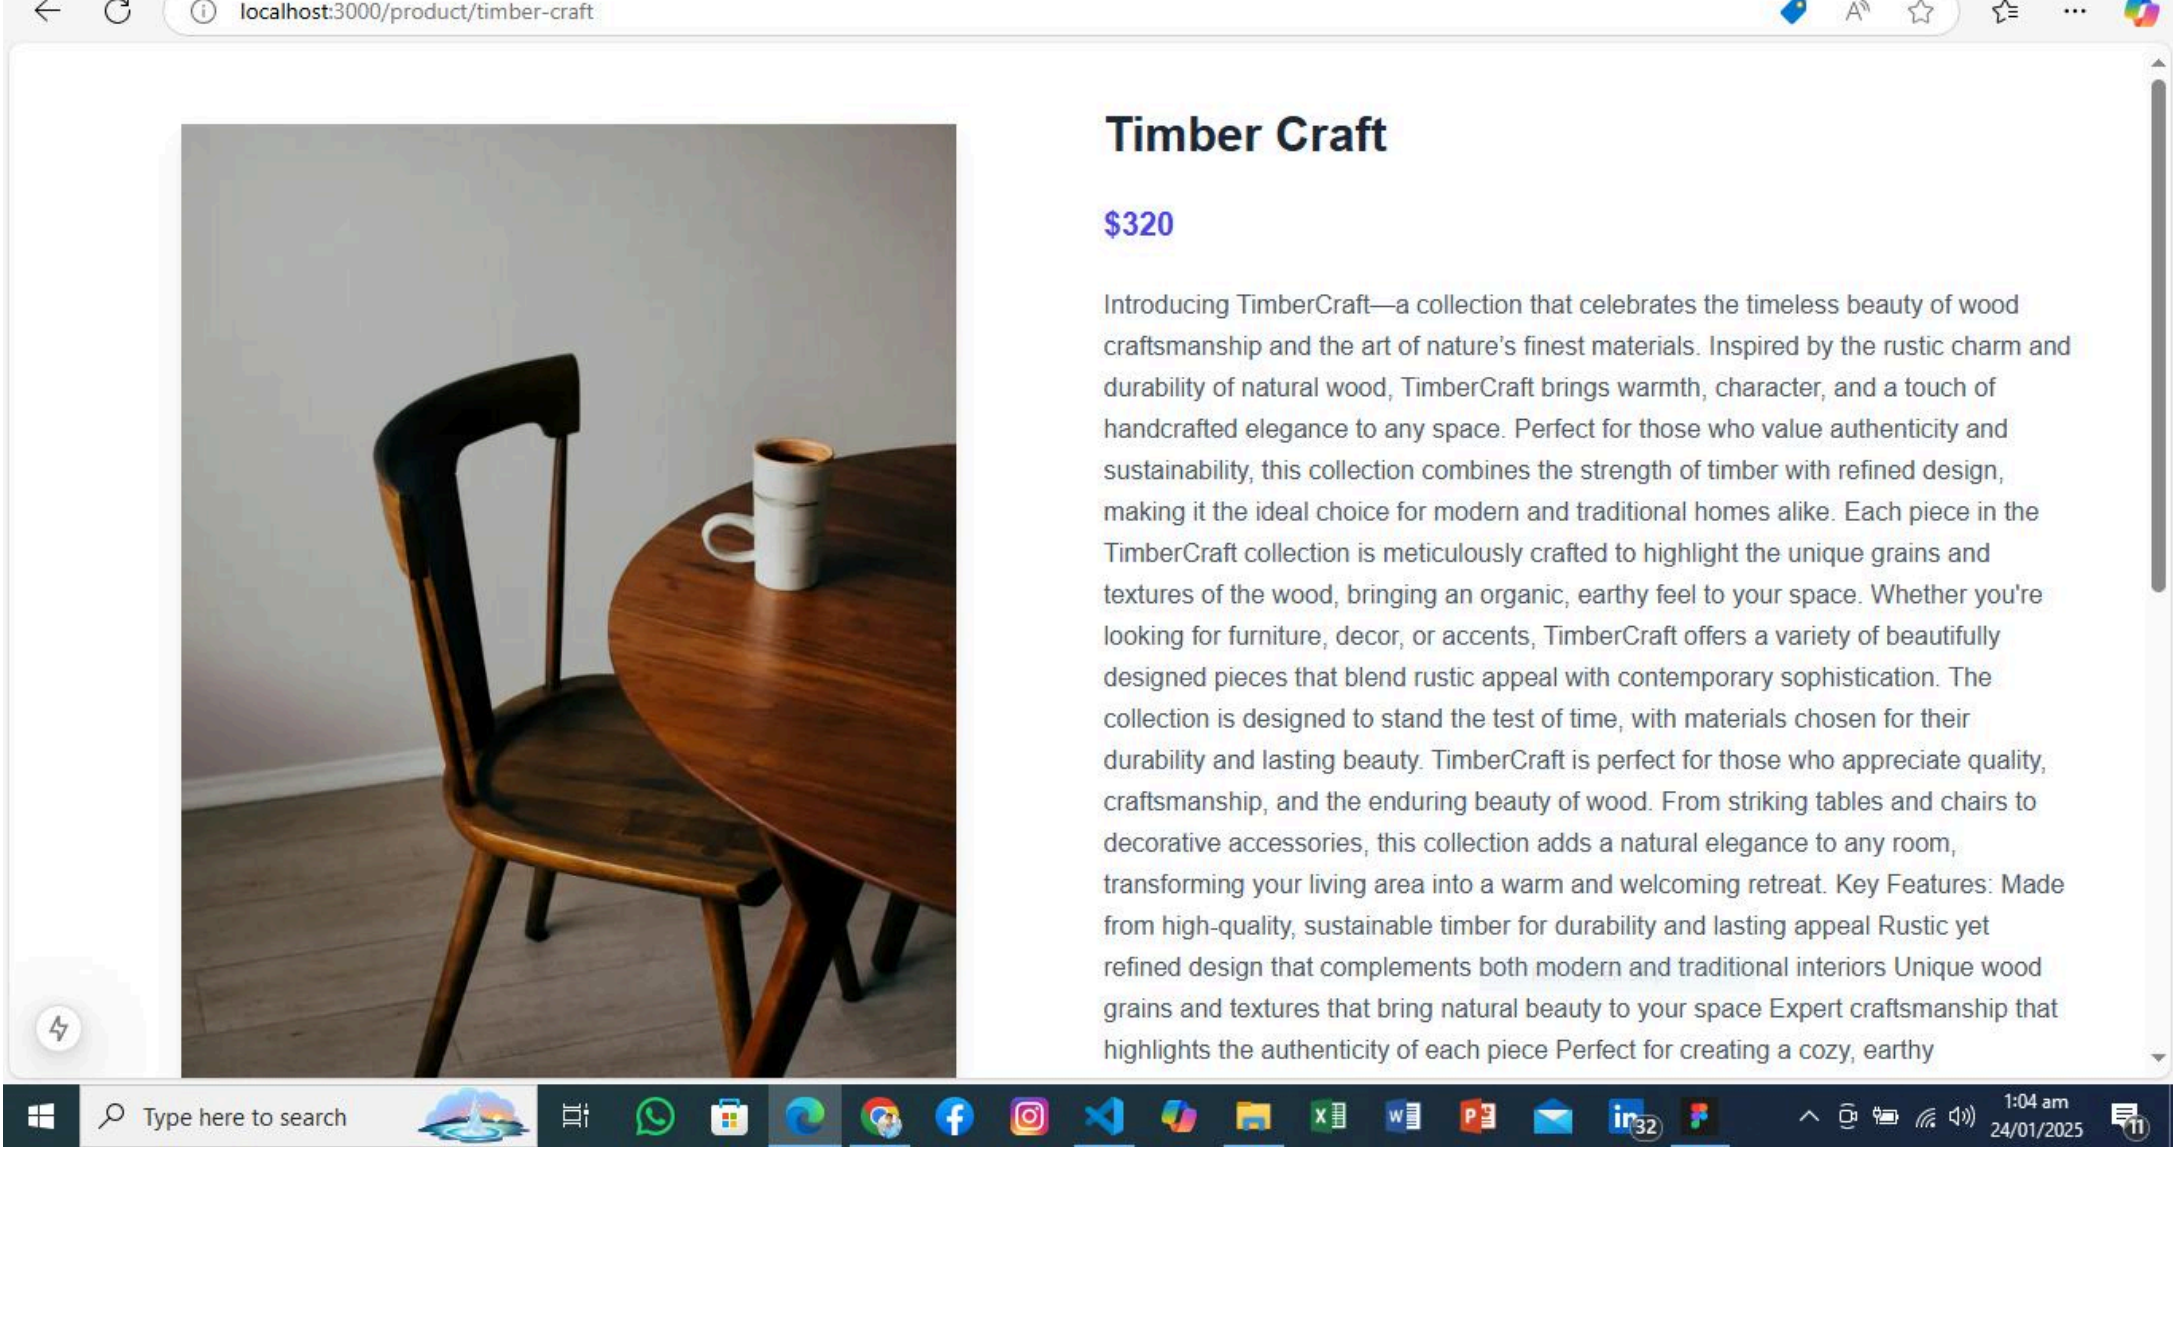 localhost:3000/product/timber-craft
Timber Craft
$320
Introducing TimberCraft—a collection that celebrates the timeless beauty of wood
craftsmanship and the art of nature’s finest materials. Inspired by the rustic charm and
durability of natural wood, TimberCraft brings warmth, character, and a touch of
handcrafted elegance to any space. Perfect for those who value authenticity and
sustainability, this collection combines the strength of timber with refined design,
making it the ideal choice for modern and traditional homes alike. Each piece in the
TimberCraft collection is meticulously crafted to highlight the unique grains and
textures of the wood, bringing an organic, earthy feel to your space. Whether you're
looking for furniture, decor, or accents, TimberCraft offers a variety of beautifully
designed pieces that blend rustic appeal with contemporary sophistication. The
collection is designed to stand the test of time, with materials chosen for their
durability and lasting beauty. TimberCraft is perfect for those who appreciate quality,
craftsmanship, and the enduring beauty of wood. From striking tables and chairs to
decorative accessories, this collection adds a natural elegance to any room,
transforming your living area into a warm and welcoming retreat. Key Features: Made
from high-quality, sustainable timber for durability and lasting appeal Rustic yet
refined design that complements both modern and traditional interiors Unique wood
grains and textures that bring natural beauty to your space Expert craftsmanship that
highlights the authenticity of each piece Perfect for creating a cozy, earthy
Type here to search
32
1:04 am
24/01/2025
11